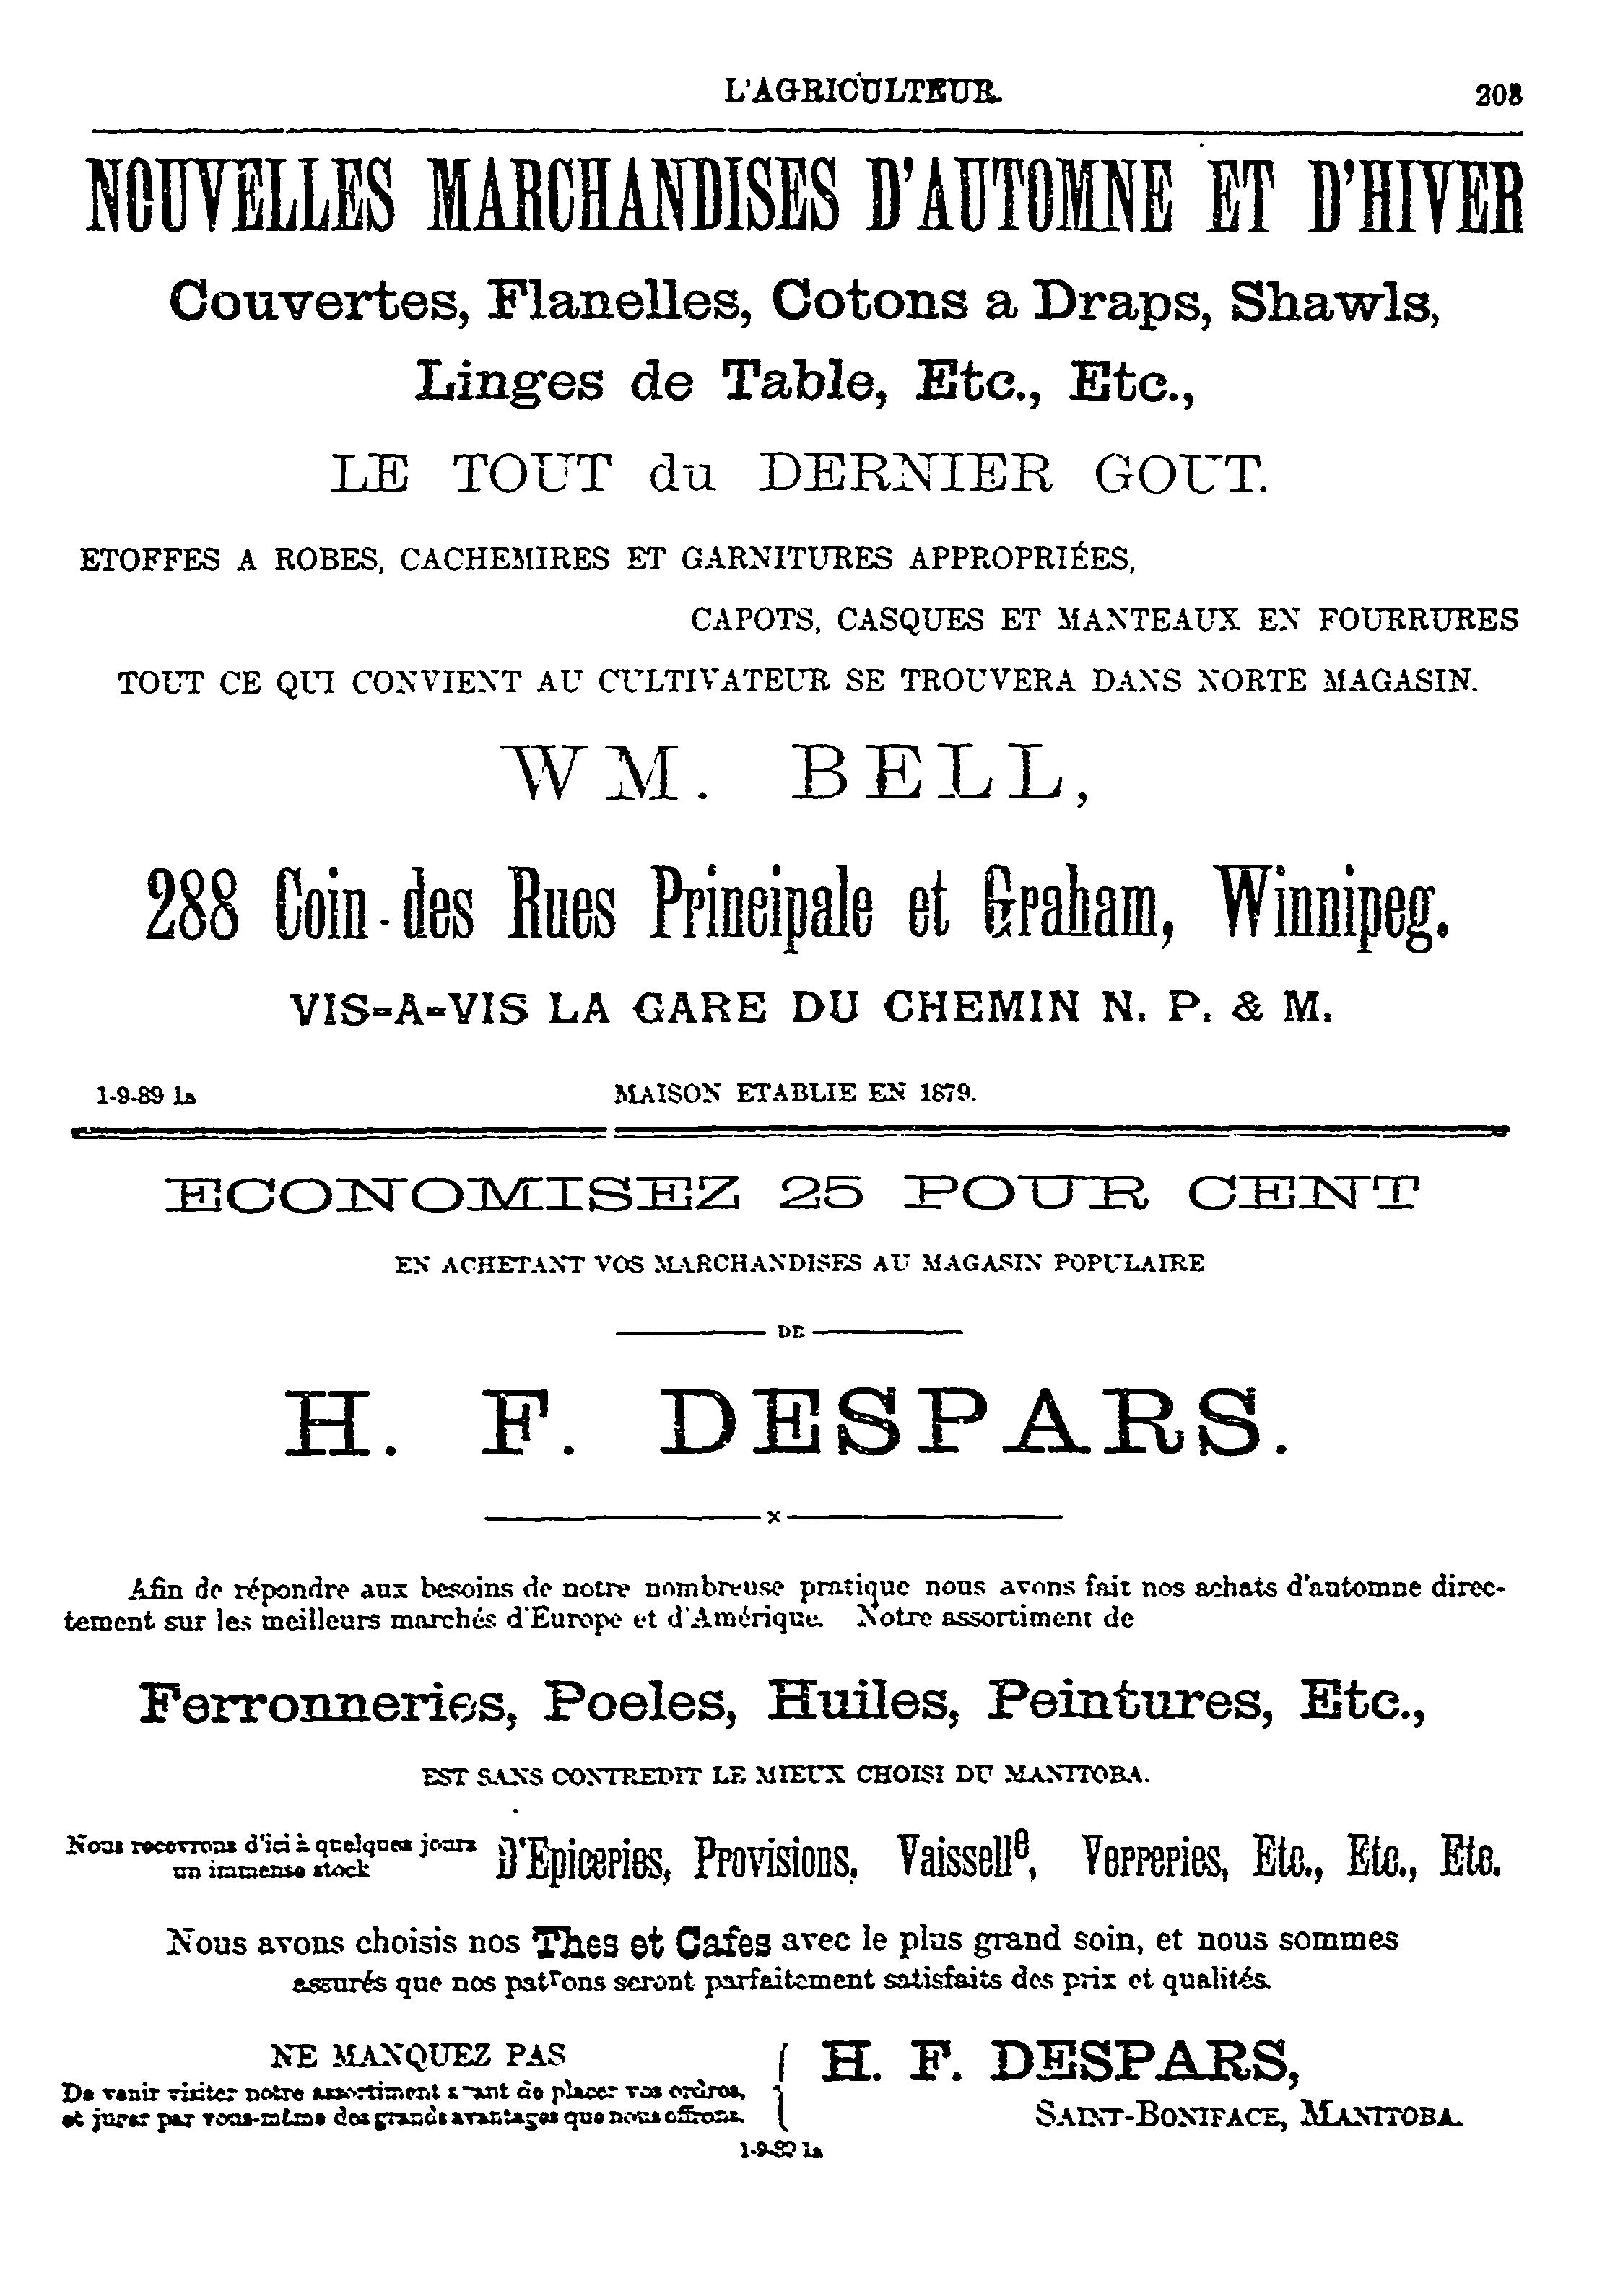 L'AGRICULTEUR. 208
NOUVELLES MARCHANDISES D'AUTOMNE ET D'HIVER
Couvertes, Flanelles, Cotons a Draps, Shawls,
Linges de Table, Etc., Etc.,
LE TOUT du DERNIER GOUT.
ETOFFES A ROBES, CACHEMIRES ET GARNITURES APPROPRIÉES,
CAPOTS, CASQUES ET MANTEAUX EN FOURRURES
TOUT CE QUI CONVIENT AU CULTIVATEUR SE TROUVERA DANS NORTE MAGASIN.
WM. BELL,
288 Coin des Rues Principale et Graham, Winnipeg.
VIS-A-VIS LA GARE DU CHEMIN N. P. & M.
1-9-89 1a MAISON ETABLIE EN 1879.
ECONOMISEZ 25 POUR CENT
EN ACHETANT VOS MARCHANDISES AU MAGASIN POPULAIRE
DE
H. F. DESPARS.
x
Afin de répondre aux besoins de notre nombreuse pratique nous avons fait nos achats d'automne direc-
tement sur les meilleurs marchés d'Europe et d'Amérique. Notre assortiment de
Ferronneries, Poeles, Huiles, Peintures, Etc.,
EST SANS CONTREDIT LE MIEUX CHOISI DU MANITOBA.
Nous recevrons d'ici à quelques jours
un immense stock
D'Epiceries, Provisions, Vaisselle, Verreries, Etc., Etc., Etc.
Nous avons choisis nos Thes et Cafes avec le plus grand soin, et nous sommes
assurés que nos patrons seront parfaitement satisfaits des prix et qualités.
NE MANQUEZ PAS
De venir visiter notre assortiment avant de placer vos ordres,
et juger par vous-même des grands avantages que nous offrons.
H. F. DESPARS,
SAINT-BONIFACE, MANITOBA.
1-9-89 1a